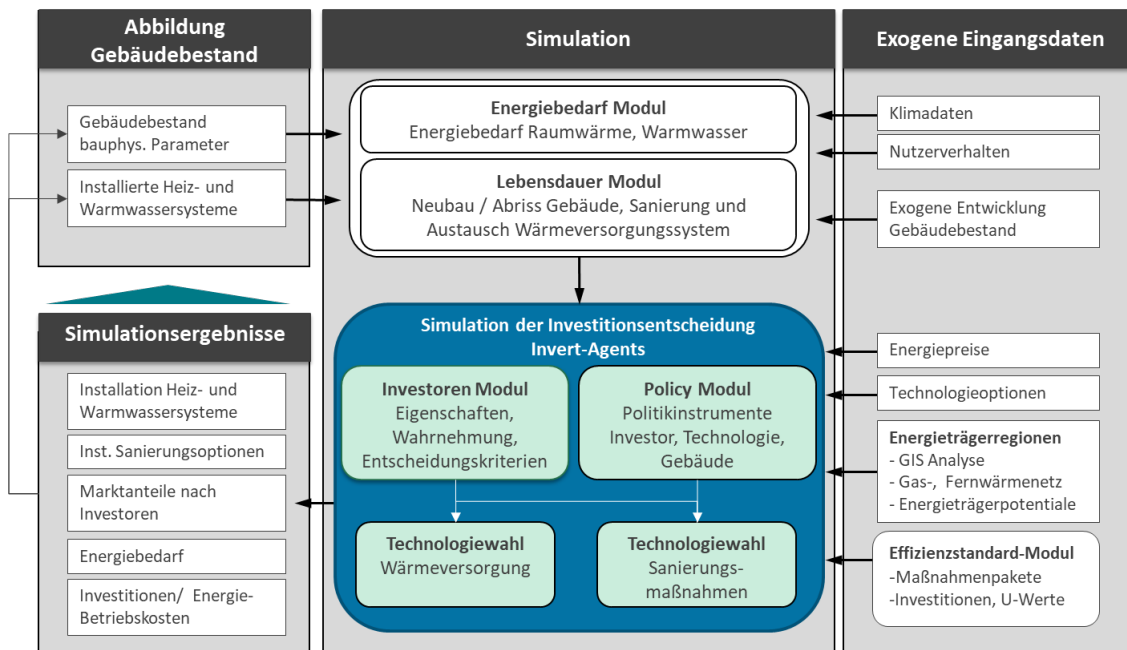 Abbildung
Gebäudebestand
Gebäudebestand
bauphys. Parameter
Installierte Heiz- und
Warmwassersysteme
Simulationsergebnisse
Installation Heiz- und
Warmwassersysteme
Inst. Sanierungsoptionen
Marktanteile nach
Investoren
Energiebedarf
Investitionen/ Energie-
Betriebskosten
Simulation
Energiebedarf Modul
Energiebedarf Raumwärme, Warmwasser
Lebensdauer Modul
Neubau / Abriss Gebäude, Sanierung und
Austausch Wärmeversorgungssystem
Simulation der Investitionsentscheidung
Invert-Agents
Investoren Modul
Eigenschaften,
Wahrnehmung,
Entscheidungskriterien
Policy Modul
Politikinstrumente
Investor, Technologie,
Gebäude
Technologiewahl
Wärmeversorgung
Technologiewahl
Sanierungs-
maßnahmen
Exogene Eingangsdaten
Klimadaten
Nutzerverhalten
Exogene Entwicklung
Gebäudebestand
Energiepreise
Technologieoptionen
Energieträgerregionen
- GIS Analyse
- Gas-, Fernwärmenetz
- Energieträgerpotentiale
Effizienzstandard-Modul
-Maßnahmenpakete
-Investitionen, U-Werte